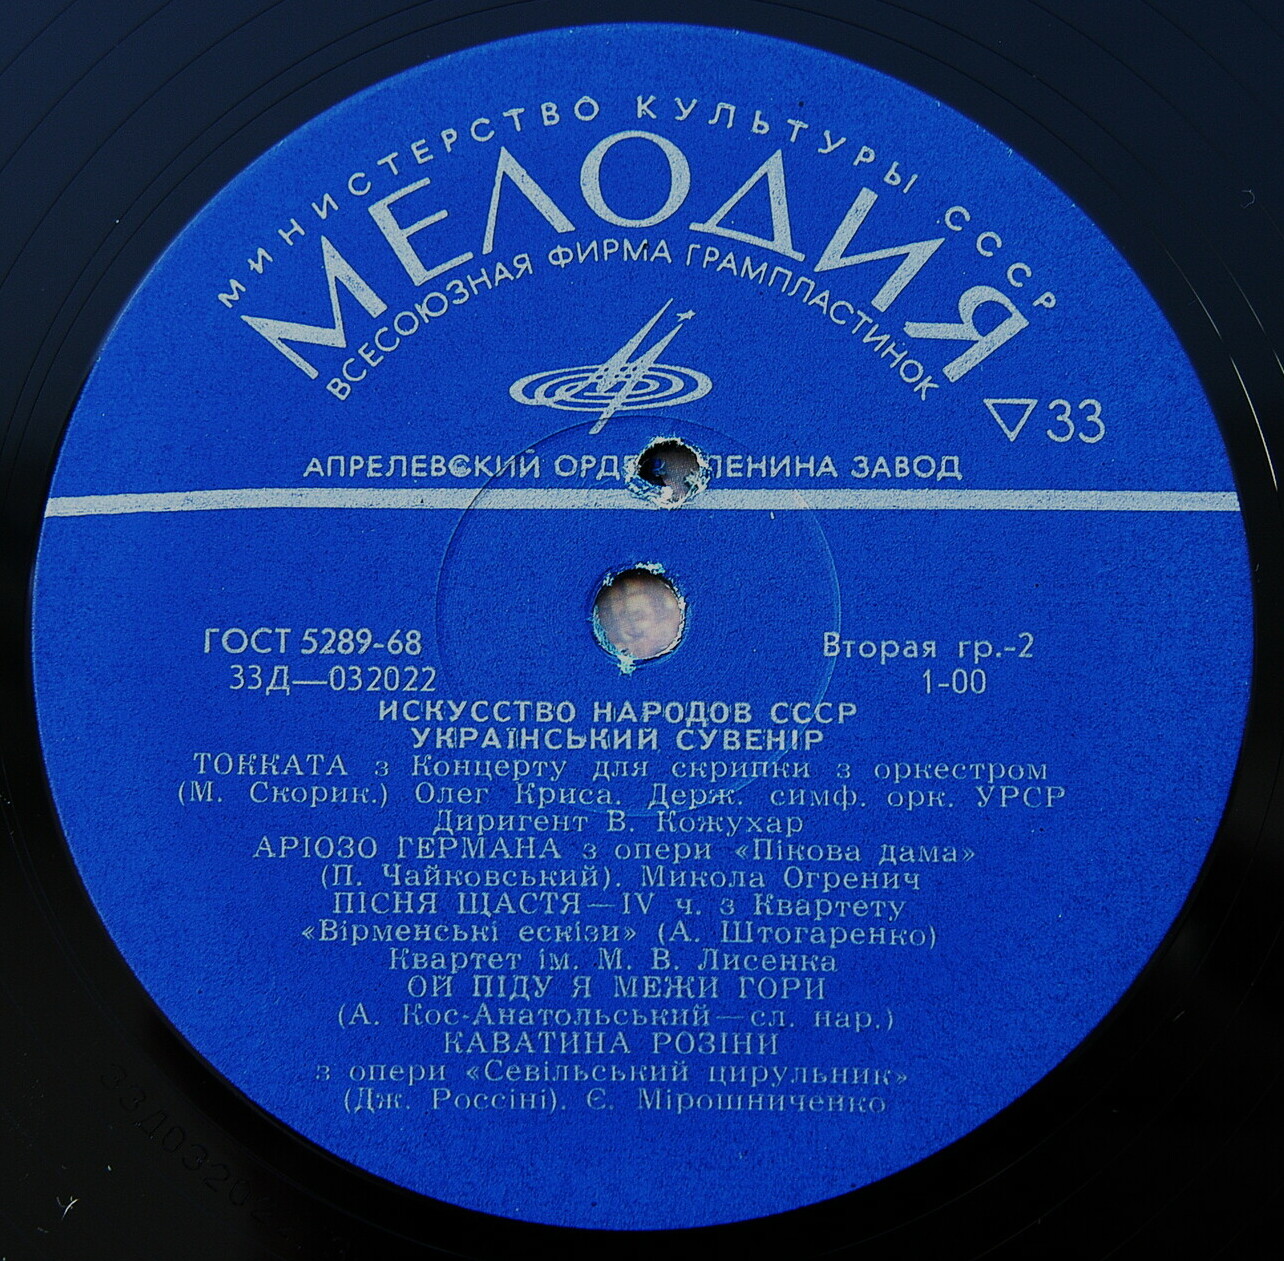 МИНИСТЕРСТВО КУЛЬТУРЫ СССР
МЕЛОДИЯ
ВСЕСОЮЗНАЯ ФИРМА ГРАМПЛАСТИНОК
33
АПРЕЛЕВСКИЙ ЗАВОД
ГОСТ 5289-68
33Д—032022
Вторая гр.-2
1-00
ИСКУССТВО НАРОДОВ СССР
УКРАЇНСЬКИЙ СУВЕНІР
ТОККАТА з Концерту для скрипки з оркестром
(М. Скорик.) Олег Криса. Держ. симф. орк. УРСР
Диригент В. Кожухар
АРІОЗО ГЕРМАНА з опери «Пікова дама»
(П. Чайковський). Микола Огренич
ПІСНЯ ЩАСТЯ—IV ч. з Квартету
«Вірменські ескізи» (А. Штогаренко)
Квартет ім. М. В. Лисенка
ОЙ ПІДУ Я МЕЖИ ГОРИ
(А. Кос-Анатольський—сл. нар.)
КАВАТИНА РОЗІНИ
з опери «Севільський цирульник»
(Дж. Россіні). Є. Мірошниченко